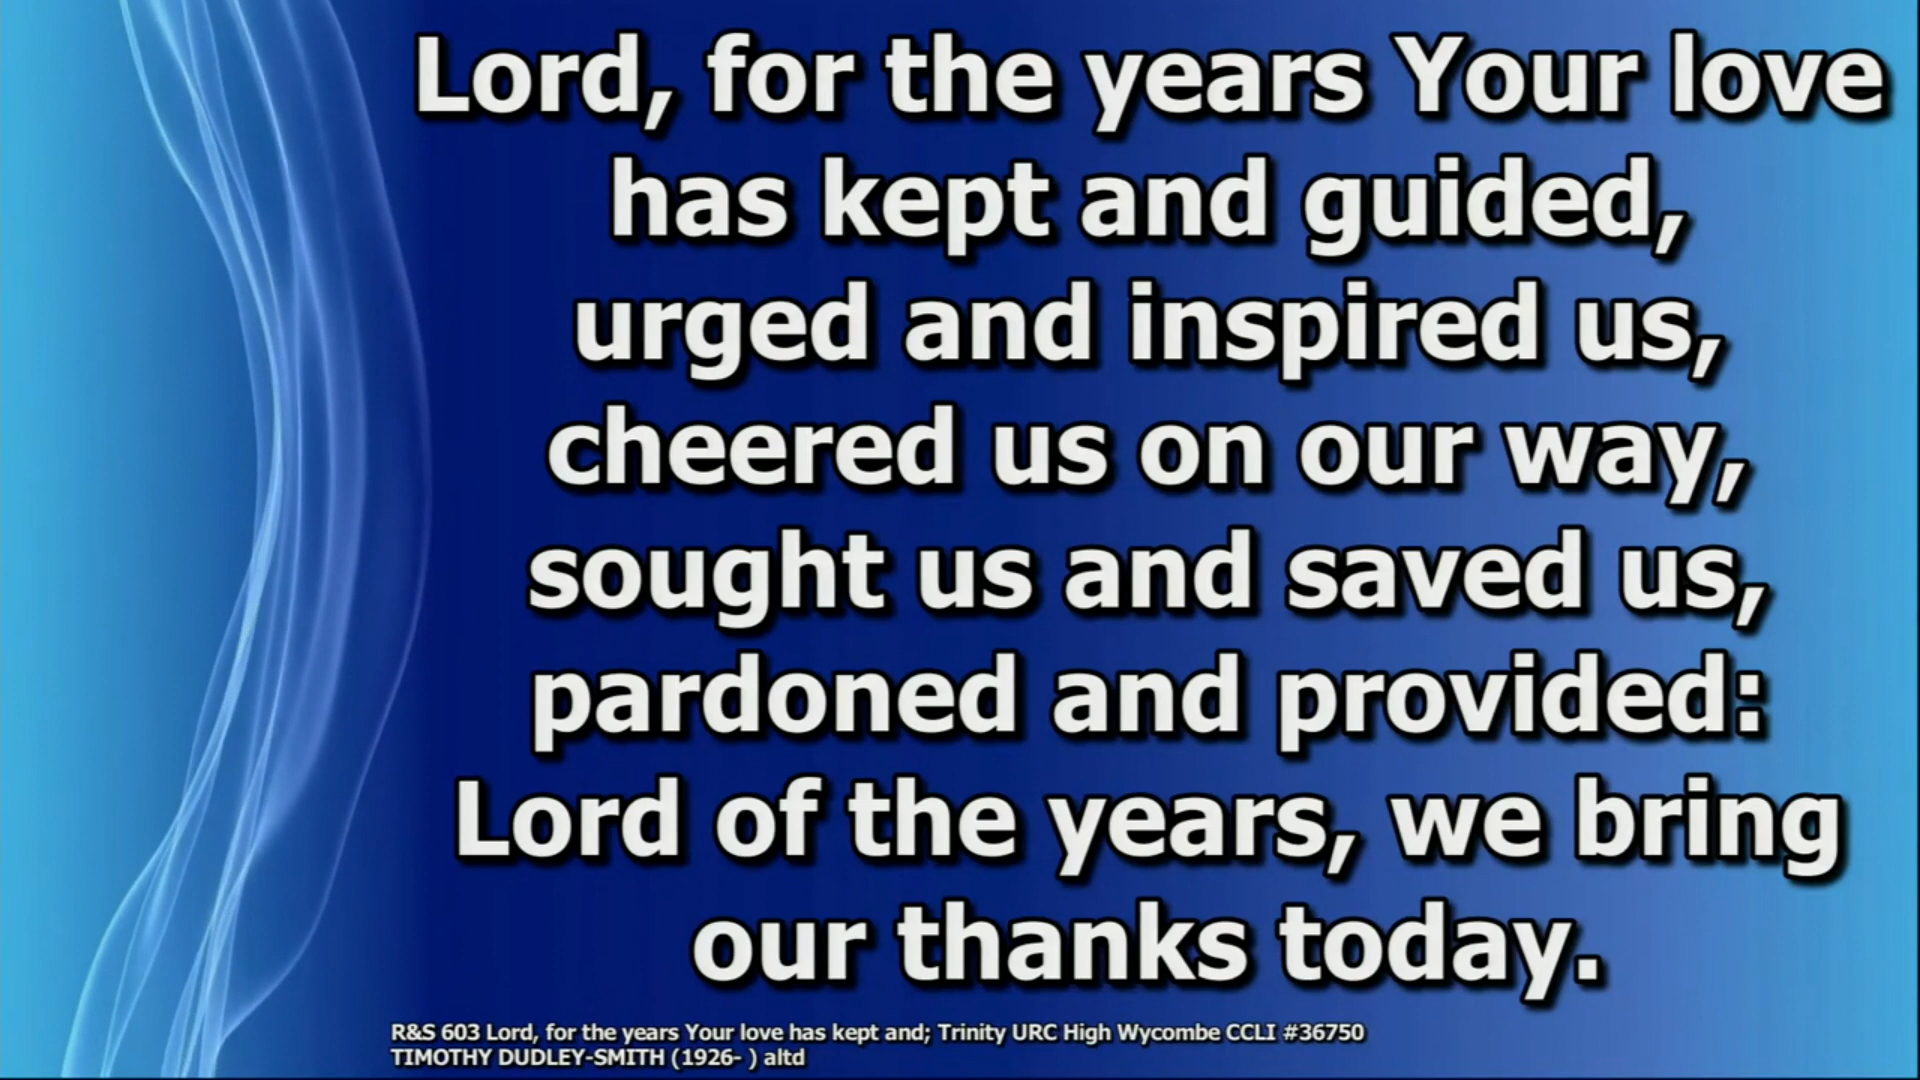 Lord, for the years Your love
has kept and guided,
urged and inspired us,
cheered us on our way,
sought us and saved us,
pardoned and provided:
Lord of the years, we bring
our thanks today.
R&S 603 Lord, for the years Your love has kept and; Trinity URC High Wycombe CCLI #36750
TIMOTHY DUDLEY-SMITH (1926- ) altd